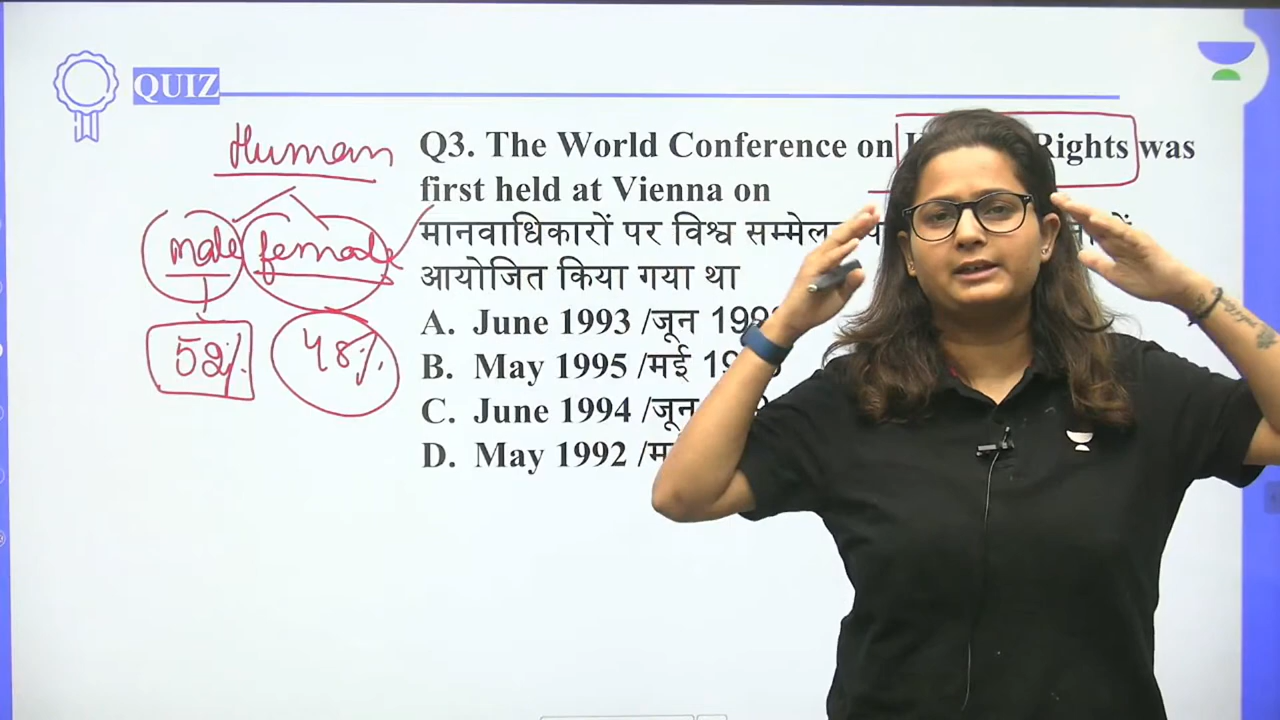 QUIZ
Human
male female
52% 48%
Q3. The World Conference on Rights was
first held at Vienna on
मानवाधिकारों पर विश्व
आयोजित किया गया था
A. June 1993 /जून
B. May 1995 /मई
C. June 1994 /जून
D. May 1992